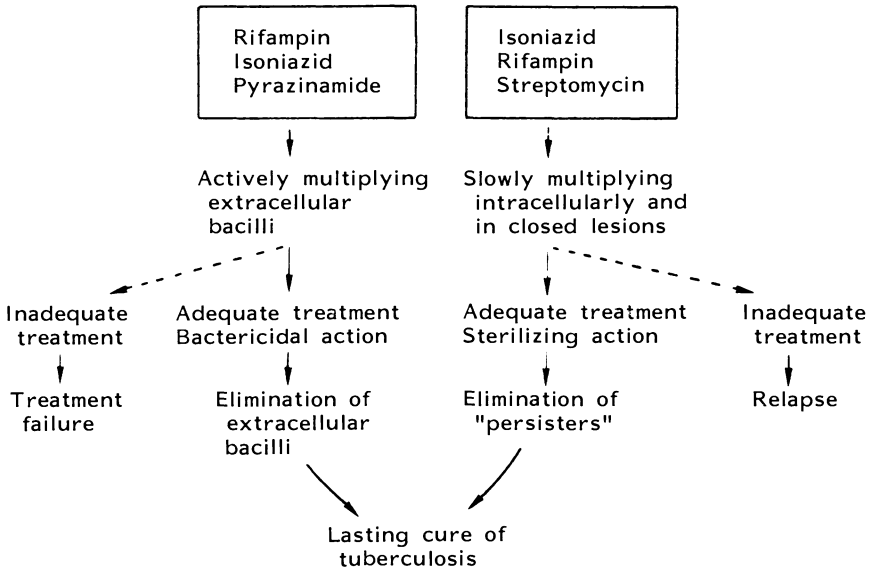 Rifampin
Isoniazid
Pyrazinamide
Isoniazid
Rifampin
Streptomycin
Actively multiplying
extracellular
bacilli
Slowly multiplying
intracellularly and
in closed lesions
Inadequate
treatment
Adequate treatment
Bactericidal action
Adequate treatment
Sterilizing action
Inadequate
treatment
Treatment
failure
Elimination of
extracellular
bacilli
Elimination of
"persisters"
Relapse
Lasting cure of
tuberculosis